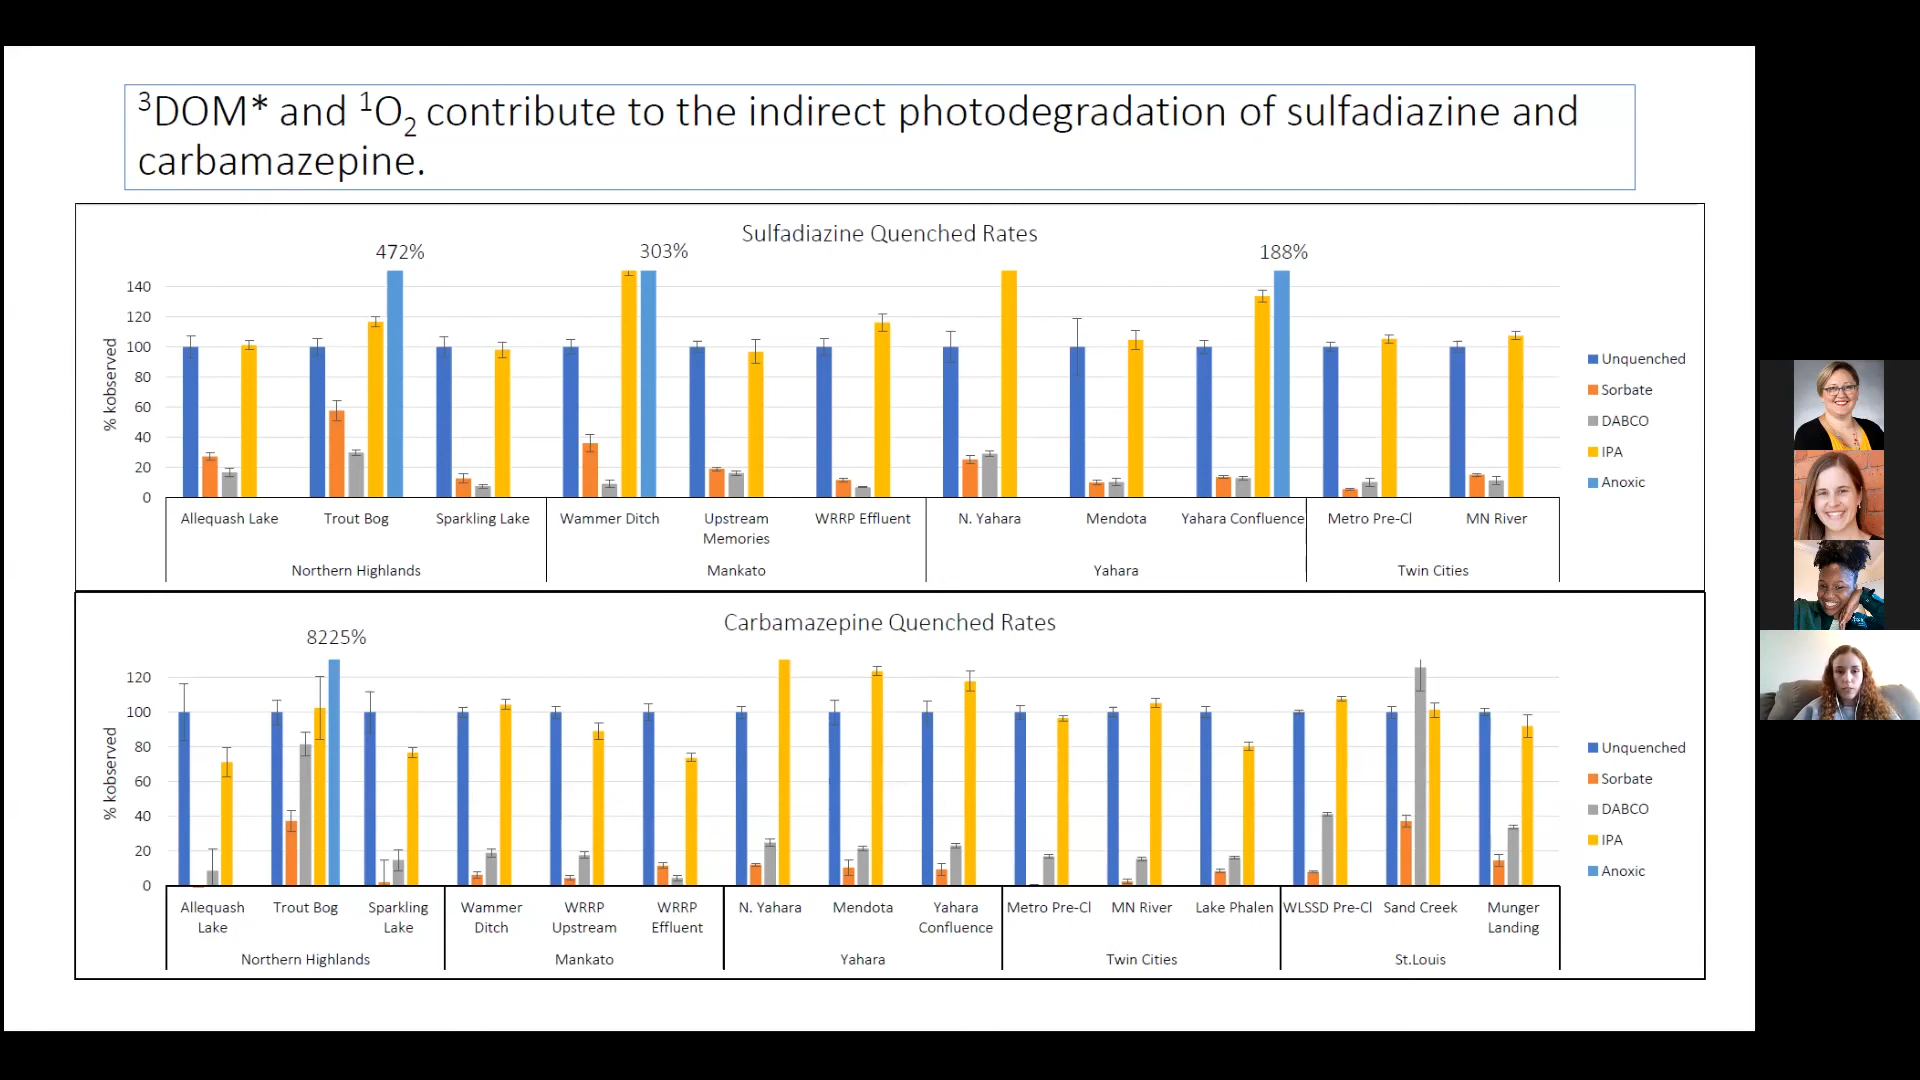 ³DOM* and ¹O₂ contribute to the indirect photodegradation of sulfadiazine and
carbamazepine.
Sulfadiazine Quenched Rates
472%
303%
188%
% kobserved
140
120
100
80
60
40
20
0
Allequash Lake
Trout Bog
Sparkling Lake
Wammer Ditch
Upstream
Memories
WRRP Effluent
N. Yahara
Mendota
Yahara Confluence
Metro Pre-Cl
MN River
Northern Highlands
Mankato
Yahara
Twin Cities
Unquenched
Sorbate
DABCO
IPA
Anoxic
Carbamazepine Quenched Rates
8225%
% kobserved
120
100
80
60
40
20
0
Allequash
Lake
Trout Bog
Sparkling
Lake
Wammer
Ditch
WRRP
Upstream
WRRP
Effluent
N. Yahara
Mendota
Yahara
Confluence
Metro Pre-Cl
MN River
Lake Phalen
WLSSD Pre-Cl
Sand Creek
Munger
Landing
Northern Highlands
Mankato
Yahara
Twin Cities
St.Louis
Unquenched
Sorbate
DABCO
IPA
Anoxic